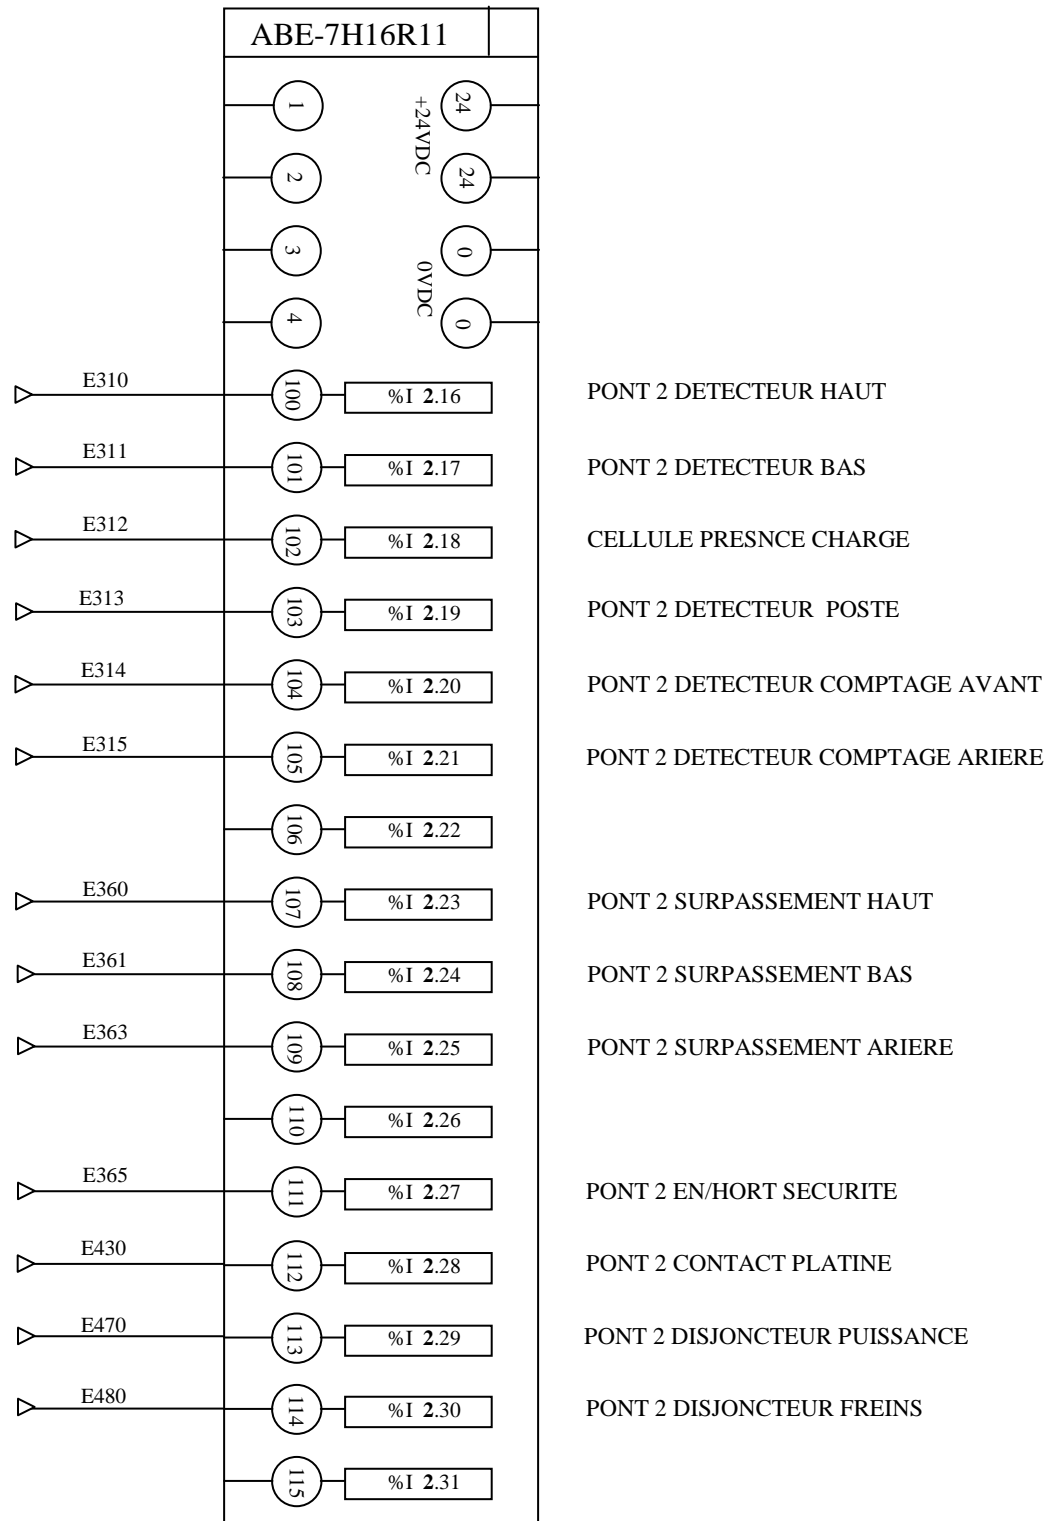 ABE-7H16R11
1 +24VDC 24
2 24
3 0VDC 0
4 0
E310 100 %I 2.16 PONT 2 DETECTEUR HAUT
E311 101 %I 2.17 PONT 2 DETECTEUR BAS
E312 102 %I 2.18 CELLULE PRESNCE CHARGE
E313 103 %I 2.19 PONT 2 DETECTEUR POSTE
E314 104 %I 2.20 PONT 2 DETECTEUR COMPTAGE AVANT
E315 105 %I 2.21 PONT 2 DETECTEUR COMPTAGE ARIERE
106 %I 2.22
E360 107 %I 2.23 PONT 2 SURPASSEMENT HAUT
E361 108 %I 2.24 PONT 2 SURPASSEMENT BAS
E363 109 %I 2.25 PONT 2 SURPASSEMENT ARIERE
110 %I 2.26
E365 111 %I 2.27 PONT 2 EN/HORT SECURITE
E430 112 %I 2.28 PONT 2 CONTACT PLATINE
E470 113 %I 2.29 PONT 2 DISJONCTEUR PUISSANCE
E480 114 %I 2.30 PONT 2 DISJONCTEUR FREINS
115 %I 2.31